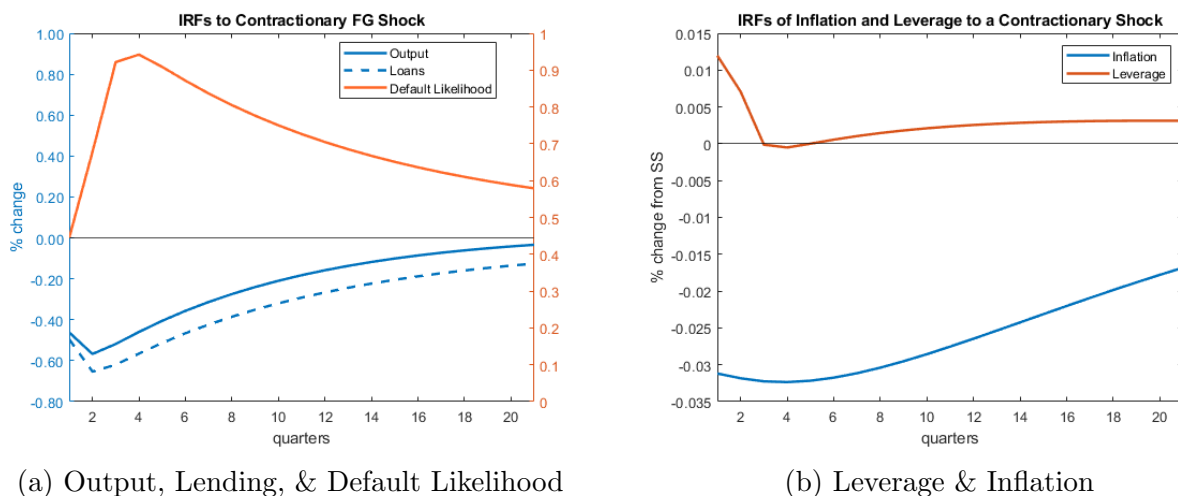 IRFs to Contractionary FG Shock
1.00
0.80
0.60
0.40
0.20
0.00
-0.20
-0.40
-0.60
-0.80
% change
1
0.9
0.8
0.7
0.6
0.5
0.4
0.3
0.2
0.1
0
Output
Loans
Default Likelihood
2 4 6 8 10 12 14 16 18 20
quarters
(a) Output, Lending, & Default Likelihood
IRFs of Inflation and Leverage to a Contractionary Shock
0.015
0.01
0.005
0
-0.005
-0.01
-0.015
-0.02
-0.025
-0.03
-0.035
% change from SS
Inflation
Leverage
2 4 6 8 10 12 14 16 18 20
quarters
(b) Leverage & Inflation